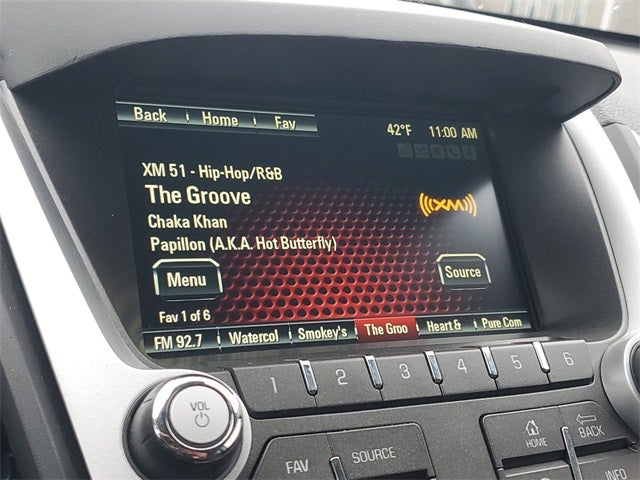 Back Home Fav
42°F 11:00 AM
XM 51 - Hip-Hop/R&B
The Groove
((XM))
Chaka Khan
Papillon (A.K.A. Hot Butterfly)
Menu Source
Fav 1 of 6
FM 92.7 Watercol Smokey's The Groo Heart & Pure Com
1 2 3 4 5 6
VOL
FAV SOURCE
HOME BACK
INFO